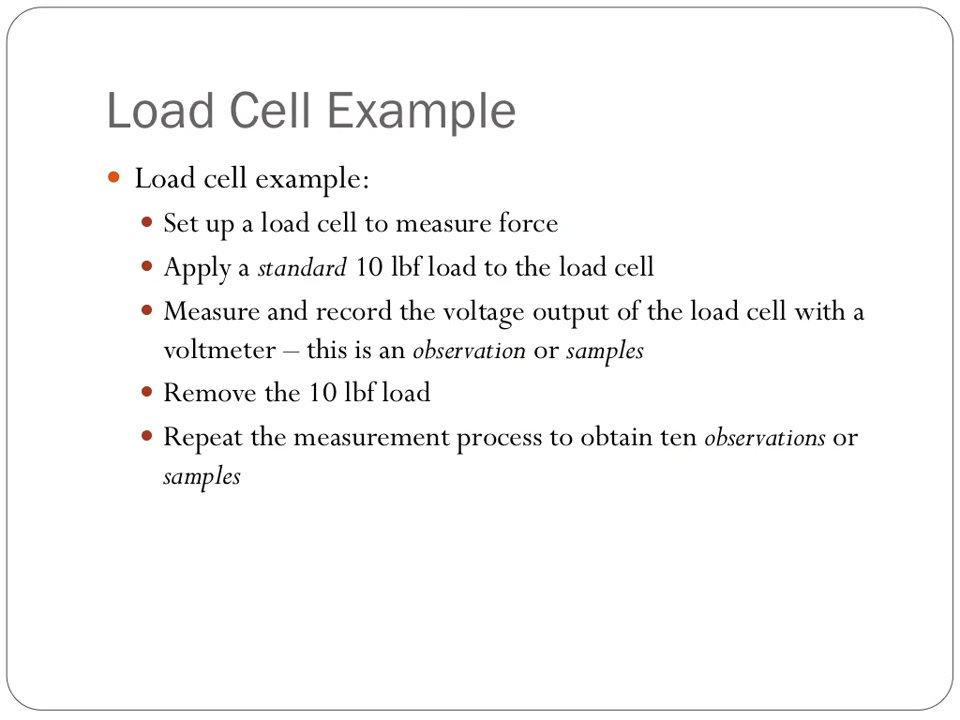 Load Cell Example
Load cell example:
Set up a load cell to measure force
Apply a standard 10 lbf load to the load cell
Measure and record the voltage output of the load cell with a
voltmeter – this is an observation or samples
Remove the 10 lbf load
Repeat the measurement process to obtain ten observations or
samples